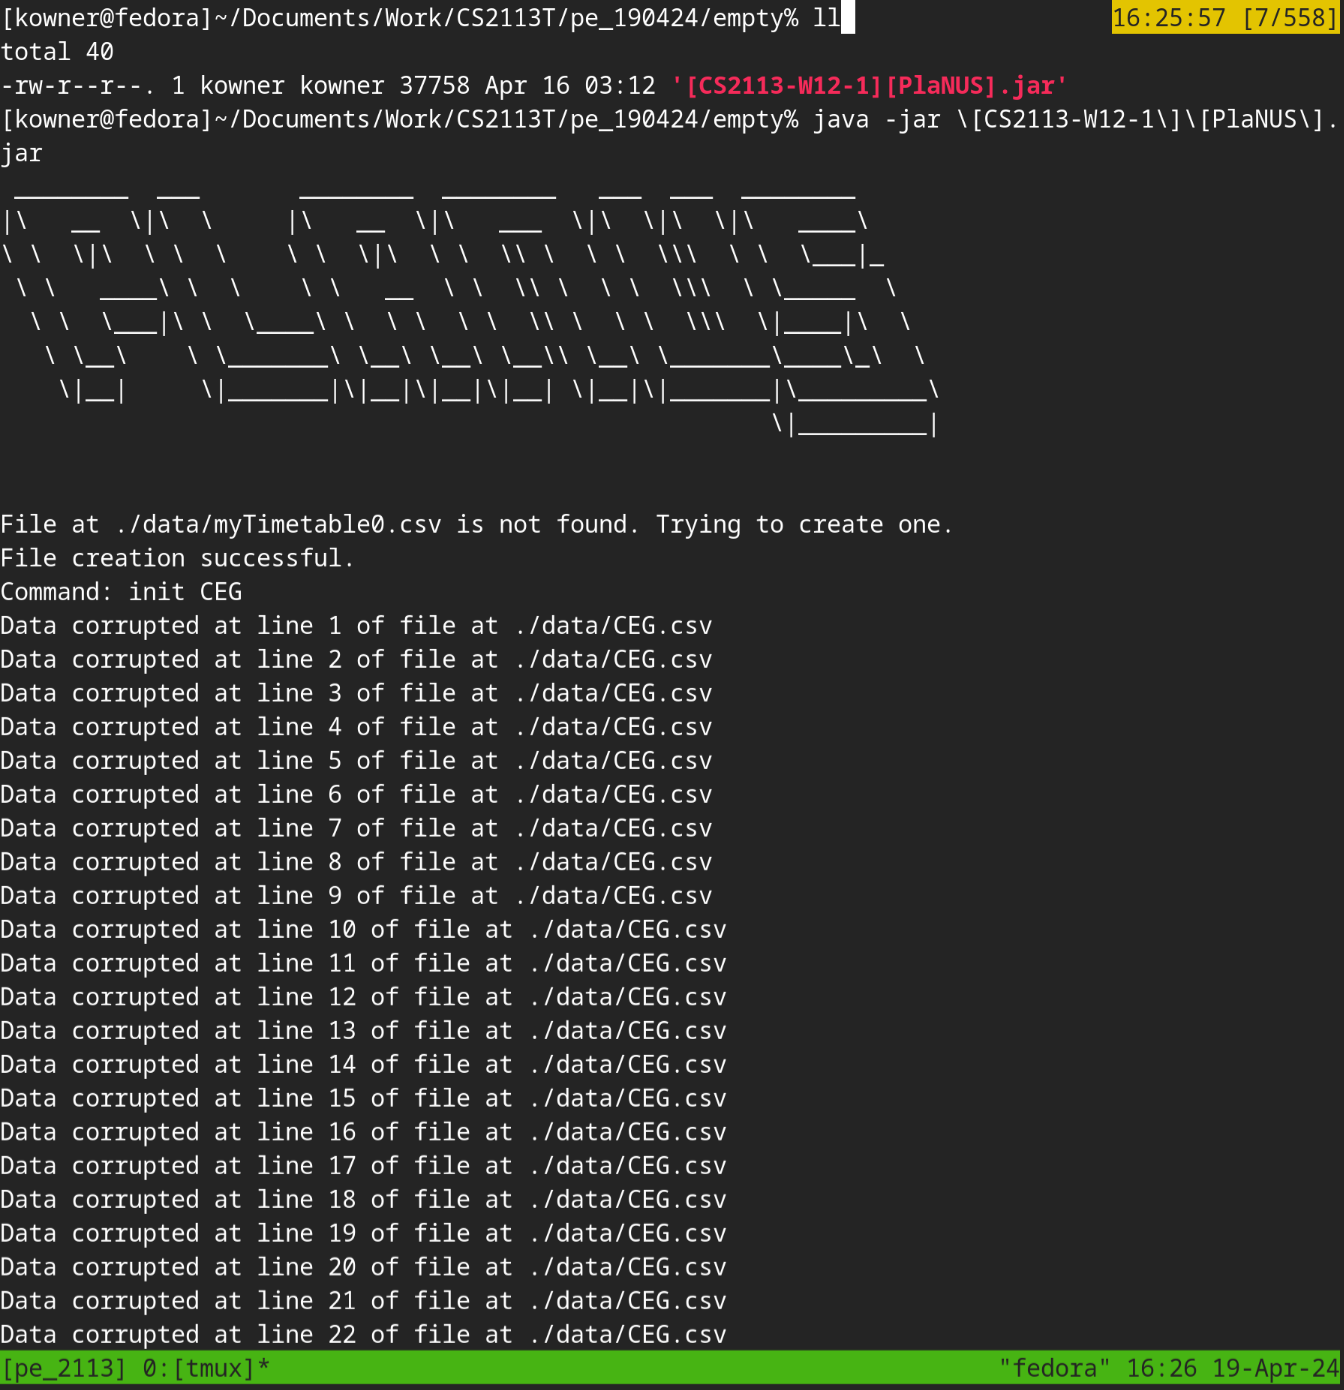 [kowner@fedora]~/Documents/Work/CS2113T/pe_190424/empty% ll 16:25:57 [7/558]
total 40
-rw-r--r--. 1 kowner kowner 37758 Apr 16 03:12 '[CS2113-W12-1][PlaNUS].jar'
[kowner@fedora]~/Documents/Work/CS2113T/pe_190424/empty% java -jar \[CS2113-W12-1\]\[PlaNUS\].
jar
PLANUS
File at ./data/myTimetable0.csv is not found. Trying to create one.
File creation successful.
Command: init CEG
Data corrupted at line 1 of file at ./data/CEG.csv
Data corrupted at line 2 of file at ./data/CEG.csv
Data corrupted at line 3 of file at ./data/CEG.csv
Data corrupted at line 4 of file at ./data/CEG.csv
Data corrupted at line 5 of file at ./data/CEG.csv
Data corrupted at line 6 of file at ./data/CEG.csv
Data corrupted at line 7 of file at ./data/CEG.csv
Data corrupted at line 8 of file at ./data/CEG.csv
Data corrupted at line 9 of file at ./data/CEG.csv
Data corrupted at line 10 of file at ./data/CEG.csv
Data corrupted at line 11 of file at ./data/CEG.csv
Data corrupted at line 12 of file at ./data/CEG.csv
Data corrupted at line 13 of file at ./data/CEG.csv
Data corrupted at line 14 of file at ./data/CEG.csv
Data corrupted at line 15 of file at ./data/CEG.csv
Data corrupted at line 16 of file at ./data/CEG.csv
Data corrupted at line 17 of file at ./data/CEG.csv
Data corrupted at line 18 of file at ./data/CEG.csv
Data corrupted at line 19 of file at ./data/CEG.csv
Data corrupted at line 20 of file at ./data/CEG.csv
Data corrupted at line 21 of file at ./data/CEG.csv
Data corrupted at line 22 of file at ./data/CEG.csv
[pe_2113] 0:[tmux]* "fedora" 16:26 19-Apr-24